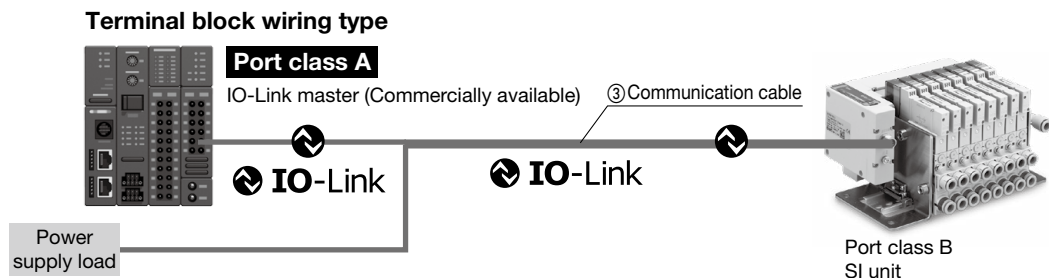 Terminal block wiring type
Port class A
IO-Link master (Commercially available)
③Communication cable
IO-Link
IO-Link
Power
supply load
Port class B
SI unit